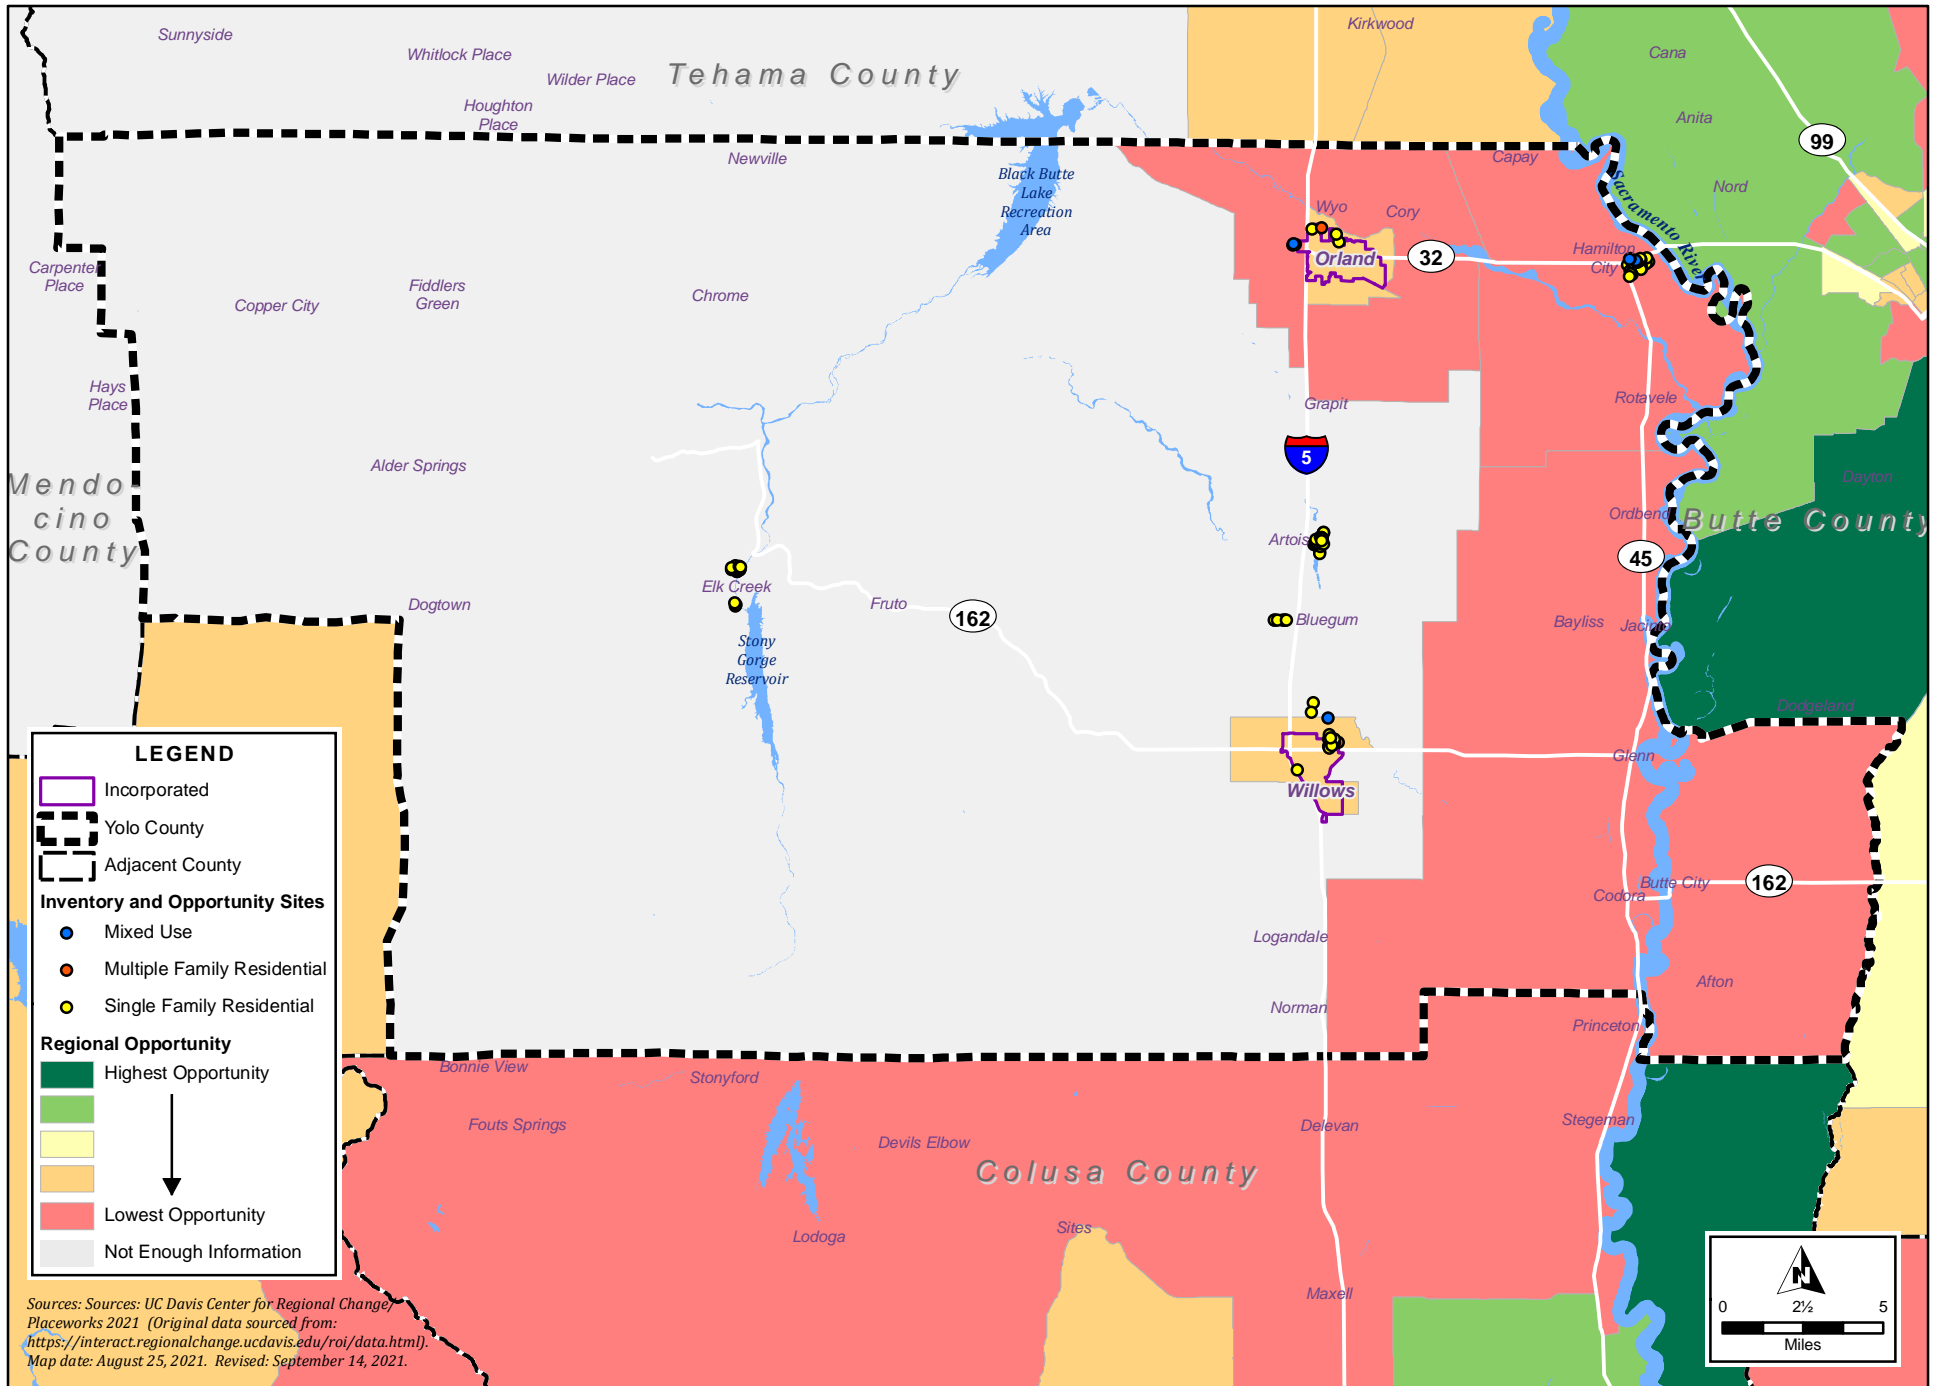 Sunnyside
Whitlock Place
Wilder Place
Houghton
Place
Tehama County
Kirkwood
Cana
Anita
99
Nord
Newville
Black Butte
Lake
Recreation
Area
Capay
Wyo
Cory
Sacramento River
Orland
32
Hamilton
City
Carpenter
Place
Copper City
Fiddlers
Green
Chrome
Hays
Place
Grapit
Rotavele
5
Alder Springs
Mendo-
cino
County
Dayton
Ordbend
Butte County
Artois
45
Elk Creek
Dogtown
Fruto
162
Bluegum
Bayliss
Jacinto
Stony
Gorge
Reservoir
Dodgeland
Glenn
Willows
Butte City
162
Codora
Logandale
Afton
Norman
Princeton
Bonnie View
Stonyford
Fouts Springs
Devils Elbow
Delevan
Stegeman
Colusa County
Sites
Lodoga
Maxell
LEGEND
Incorporated
Yolo County
Adjacent County
Inventory and Opportunity Sites
Mixed Use
Multiple Family Residential
Single Family Residential
Regional Opportunity
Highest Opportunity
Lowest Opportunity
Not Enough Information
Sources: Sources: UC Davis Center for Regional Change/
Placeworks 2021 (Original data sourced from:
https://interact.regionalchange.ucdavis.edu/roi/data.html).
Map date: August 25, 2021. Revised: September 14, 2021.
N
0 2½ 5
Miles